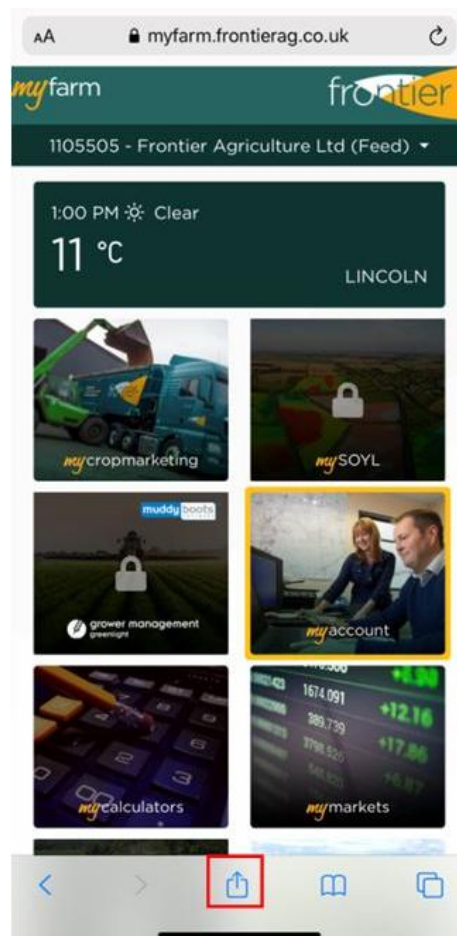 AA myfarm.frontierag.co.uk
myfarm frontier
1105505 - Frontier Agriculture Ltd (Feed)
1:00 PM Clear
11 °C
LINCOLN
mycropmarketing
mySOYL
muddy boots
grower management
greenlight
myaccount
mycalculators
1674.091
389.739
+12.16
+17.86
mymarkets